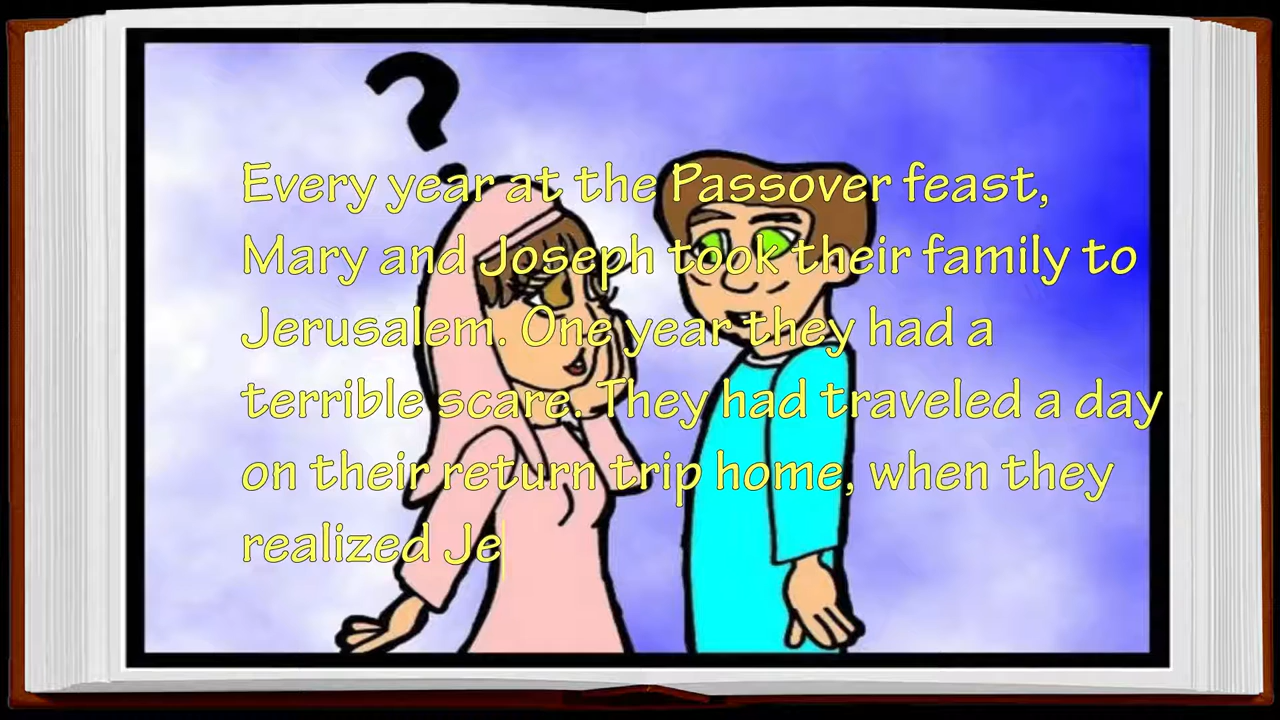 Every year at the Passover feast,
Mary and Joseph took their family to
Jerusalem. One year they had a
terrible scare. They had traveled a day
on their return trip home, when they
realized Je
?